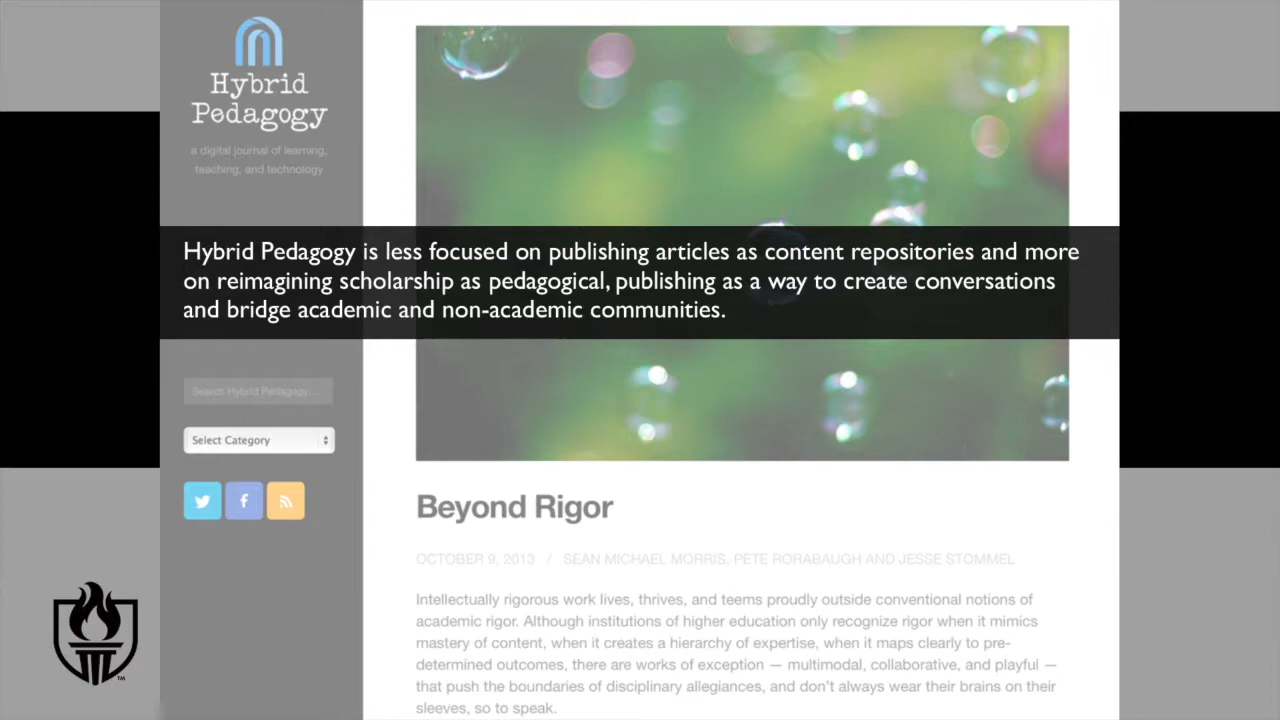 Hybrid
Pedagogy
a digital journal of learning,
teaching, and technology
Hybrid Pedagogy is less focused on publishing articles as content repositories and more
on reimagining scholarship as pedagogical, publishing as a way to create conversations
and bridge academic and non-academic communities.
Search Hybrid Pedagogy...
Select Category
Beyond Rigor
OCTOBER 9, 2013 / SEAN MICHAEL MORRIS, PETE RORABAUGH AND JESSE STOMMEL
Intellectually rigorous work lives, thrives, and teems proudly outside conventional notions of
academic rigor. Although institutions of higher education only recognize rigor when it mimics
mastery of content, when it creates a hierarchy of expertise, when it maps clearly to pre-
determined outcomes, there are works of exception — multimodal, collaborative, and playful —
that push the boundaries of disciplinary allegiances, and don't always wear their brains on their
sleeves, so to speak.
TM